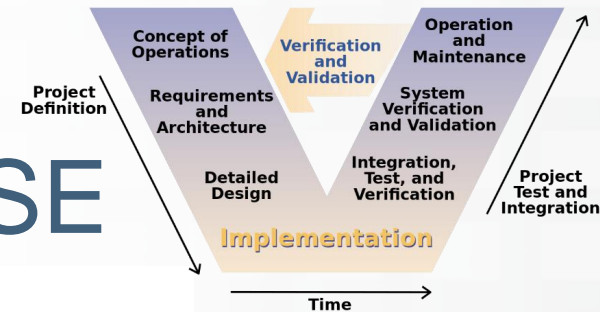 Concept of
Operations
Verification
and
Validation
Operation
and
Maintenance
Project
Definition
Requirements
and
Architecture
System
Verification
and Validation
SE
Detailed
Design
Integration,
Test, and
Verification
Project
Test and
Integration
Implementation
Time